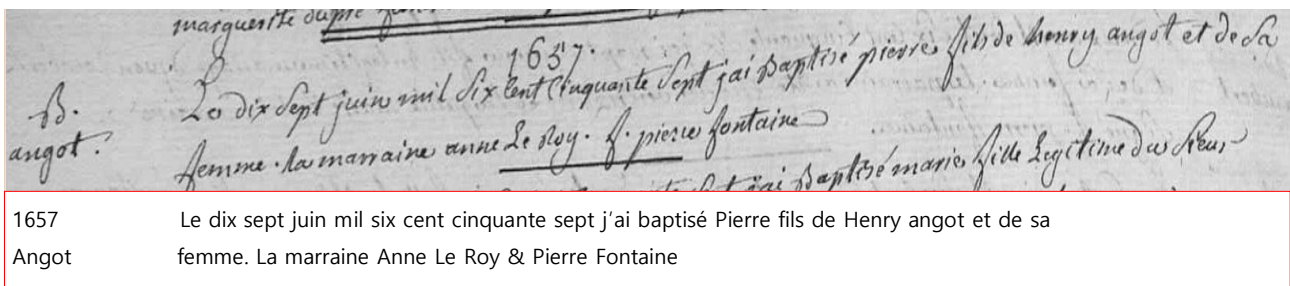 marguerite dupré
1657.
B. Le dix Sept juin mil Six Cent Cinquante Sept j'ai Baptisé pierre fils de henry angot et de Sa
angot. femme. la marraine anne Le Roy. f. pierre fontaine
j'ai Baptisé marie fille Legitime du Sieur
1657 Le dix sept juin mil six cent cinquante sept j'ai baptisé Pierre fils de Henry angot et de sa
Angot femme. La marraine Anne Le Roy & Pierre Fontaine